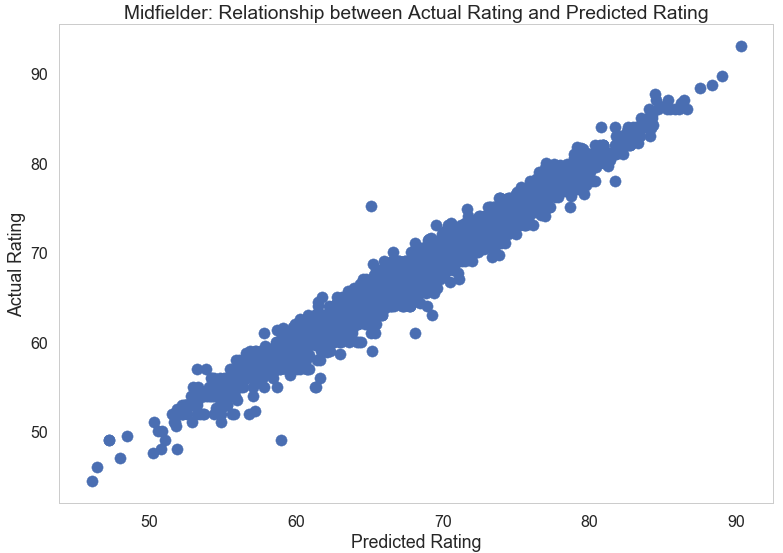 Midfielder: Relationship between Actual Rating and Predicted Rating
90
80
70
60
50
Actual Rating
50 60 70 80 90
Predicted Rating